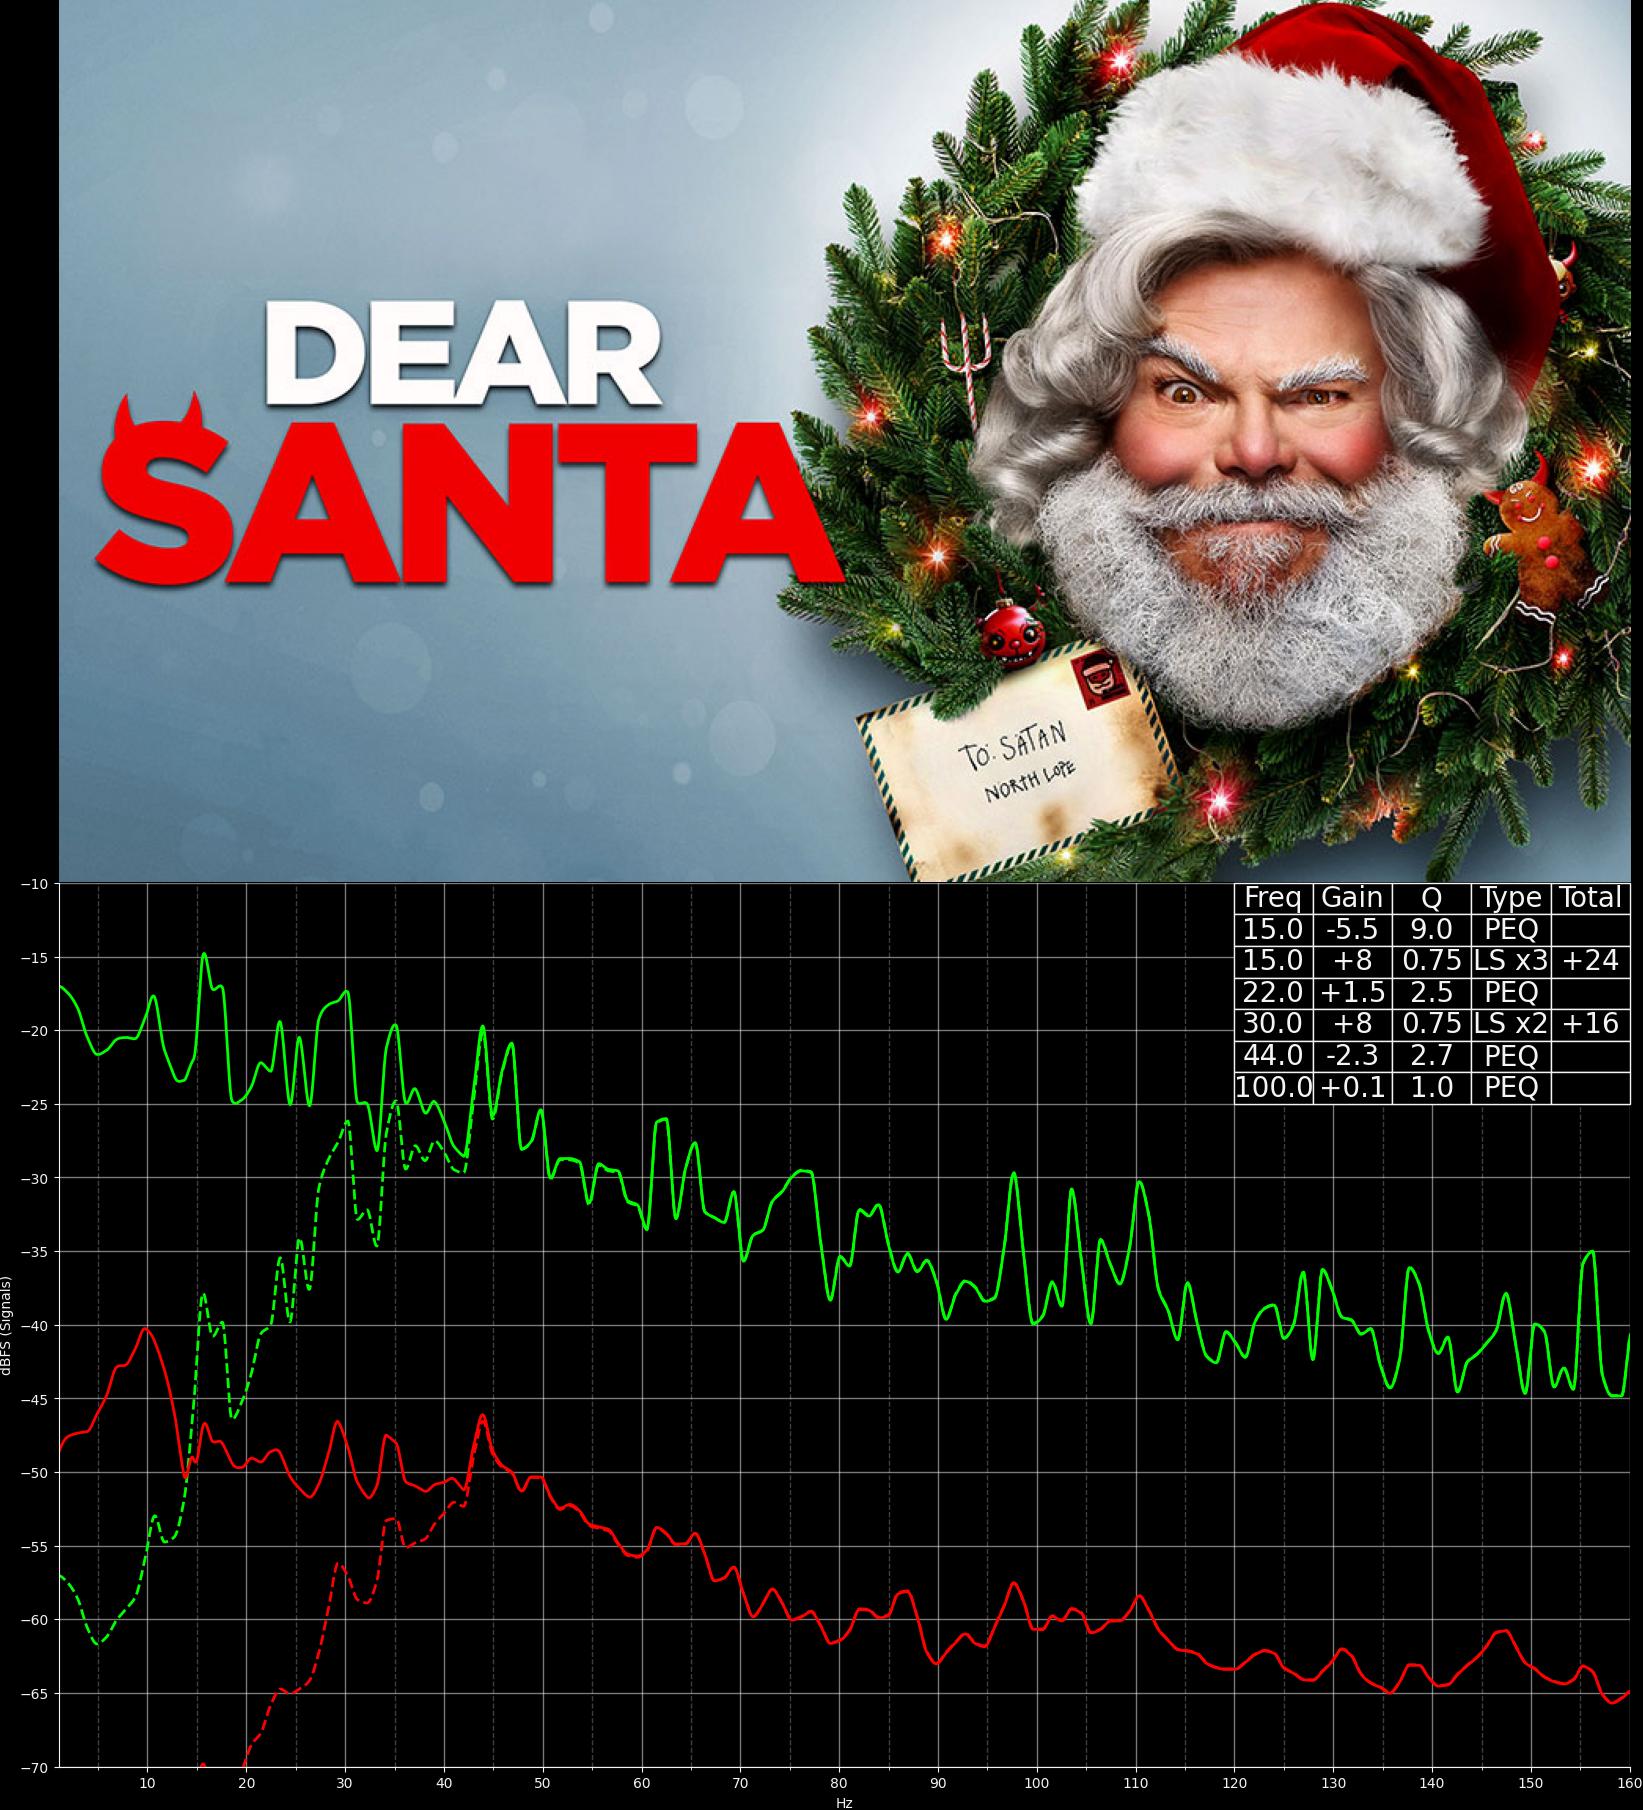 DEAR
SANTA
TO: SATAN
NORTH LOPE
Freq Gain Q Type Total
15.0 -5.5 9.0 PEQ
15.0 +8 0.75 LS x3 +24
22.0 +1.5 2.5 PEQ
30.0 +8 0.75 LS x2 +16
44.0 -2.3 2.7 PEQ
100.0 +0.1 1.0 PEQ
−10
−15
−20
−25
−30
−35
−40
−45
−50
−55
−60
−65
−70
dBFS (Signals)
10 20 30 40 50 60 70 80 90 100 110 120 130 140 150 160
Hz